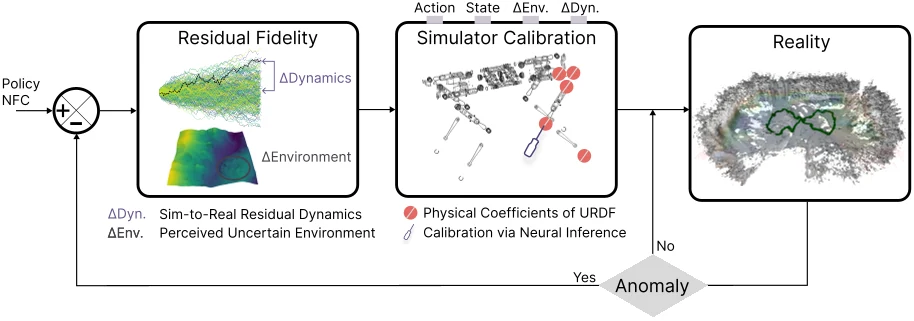 Action State ΔEnv. ΔDyn.
Residual Fidelity
Simulator Calibration
Reality
Policy
NFC
+
−
ΔDynamics
ΔEnvironment
ΔDyn. Sim-to-Real Residual Dynamics
ΔEnv. Perceived Uncertain Environment
Physical Coefficients of URDF
Calibration via Neural Inference
No
Yes
Anomaly